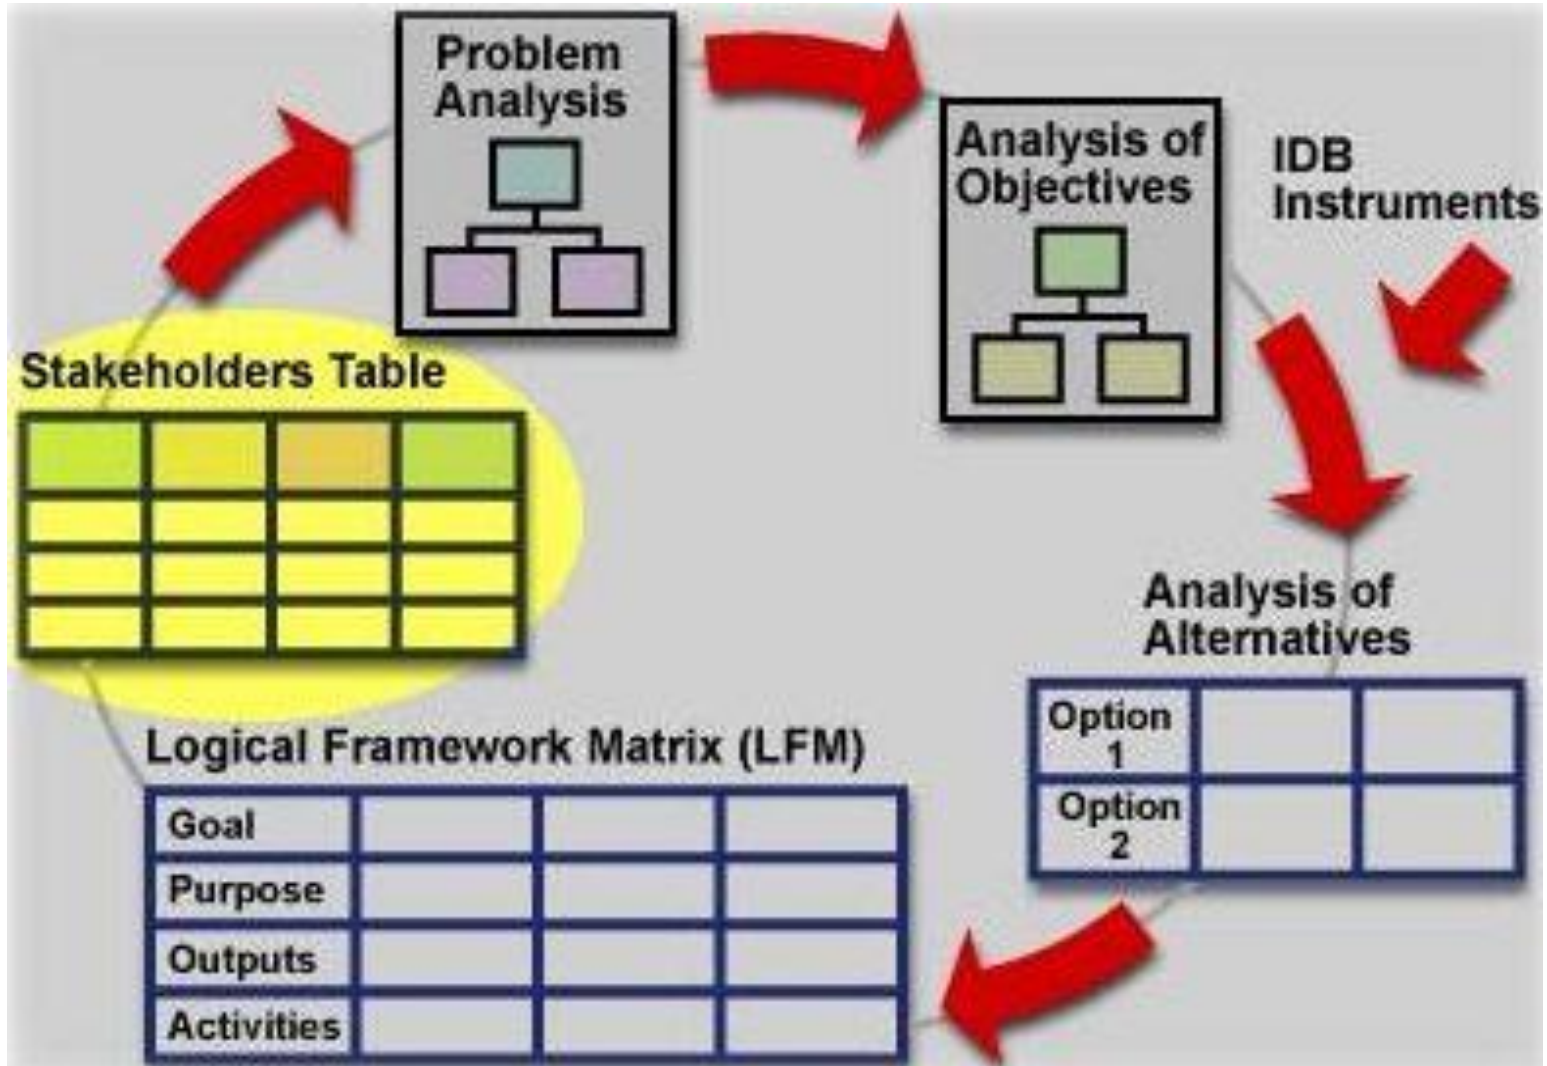 Problem
Analysis
Analysis of
Objectives
IDB
Instruments
Stakeholders Table
Analysis of
Alternatives
Option
1
Option
2
Logical Framework Matrix (LFM)
Goal
Purpose
Outputs
Activities